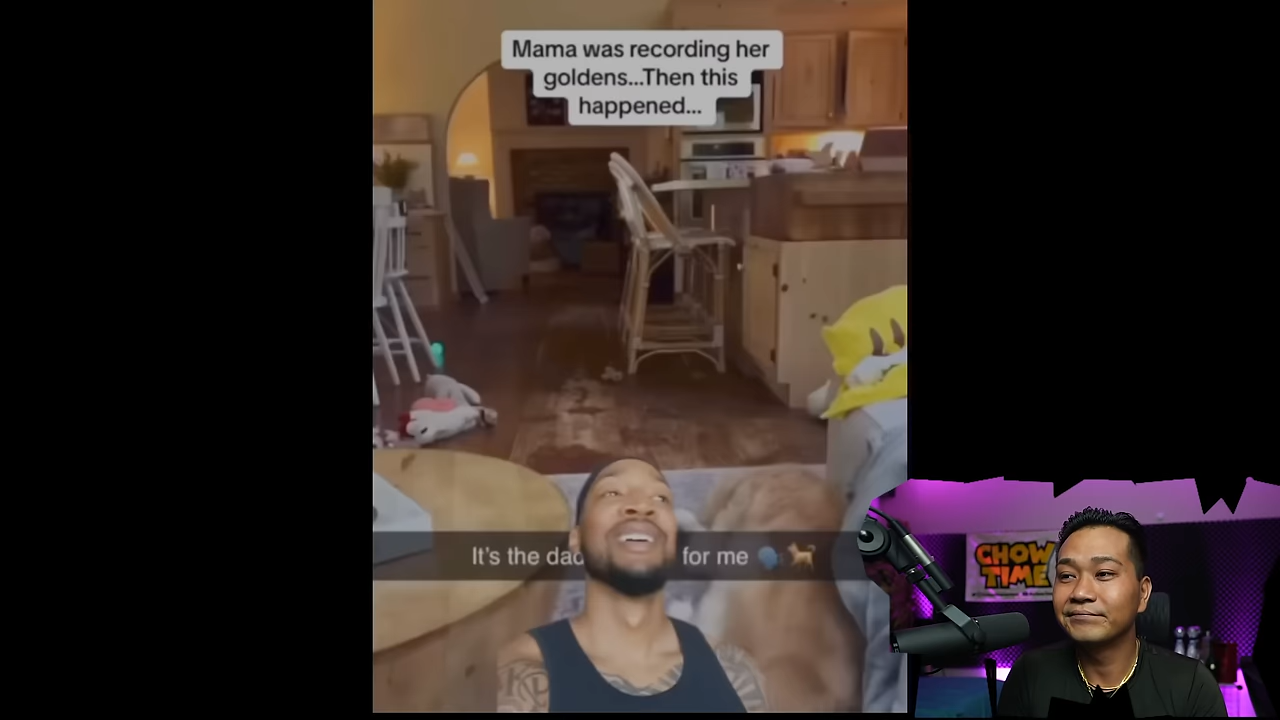 Mama was recording her
goldens...Then this
happened...
It's the dad for me 🗣️🐕
CHOW
TIME